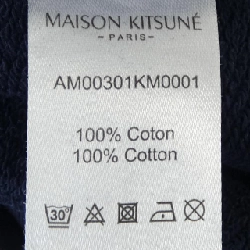 MAISON KITSUNÉ
- PARIS -
AM00301KM0001
100% Coton
100% Cotton
30°